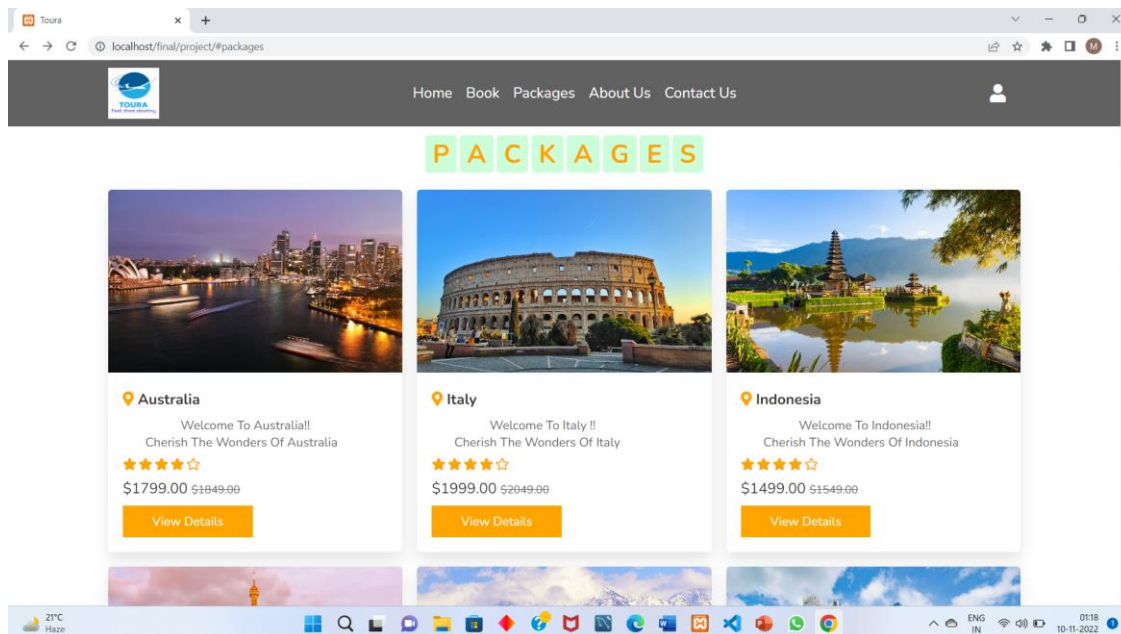 Toura
localhost/final/project/#packages
M
TOURA
Home Book Packages About Us Contact Us
PACKAGES
Australia
Welcome To Australia!!
Cherish The Wonders Of Australia
$1799.00 $1849.00
View Details
Italy
Welcome To Italy !!
Cherish The Wonders Of Italy
$1999.00 $2049.00
View Details
Indonesia
Welcome To Indonesia!!
Cherish The Wonders Of Indonesia
$1499.00 $1549.00
View Details
21°C
Haze
ENG
IN
01:18
10-11-2022
1